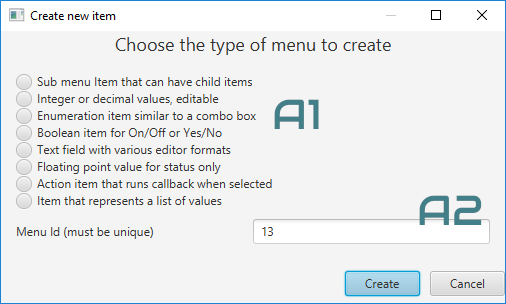 Create new item
Choose the type of menu to create
Sub menu Item that can have child items
Integer or decimal values, editable
Enumeration item similar to a combo box
A1
Boolean item for On/Off or Yes/No
Text field with various editor formats
Floating point value for status only
Action item that runs callback when selected
Item that represents a list of values
A2
Menu Id (must be unique) 13
Create Cancel